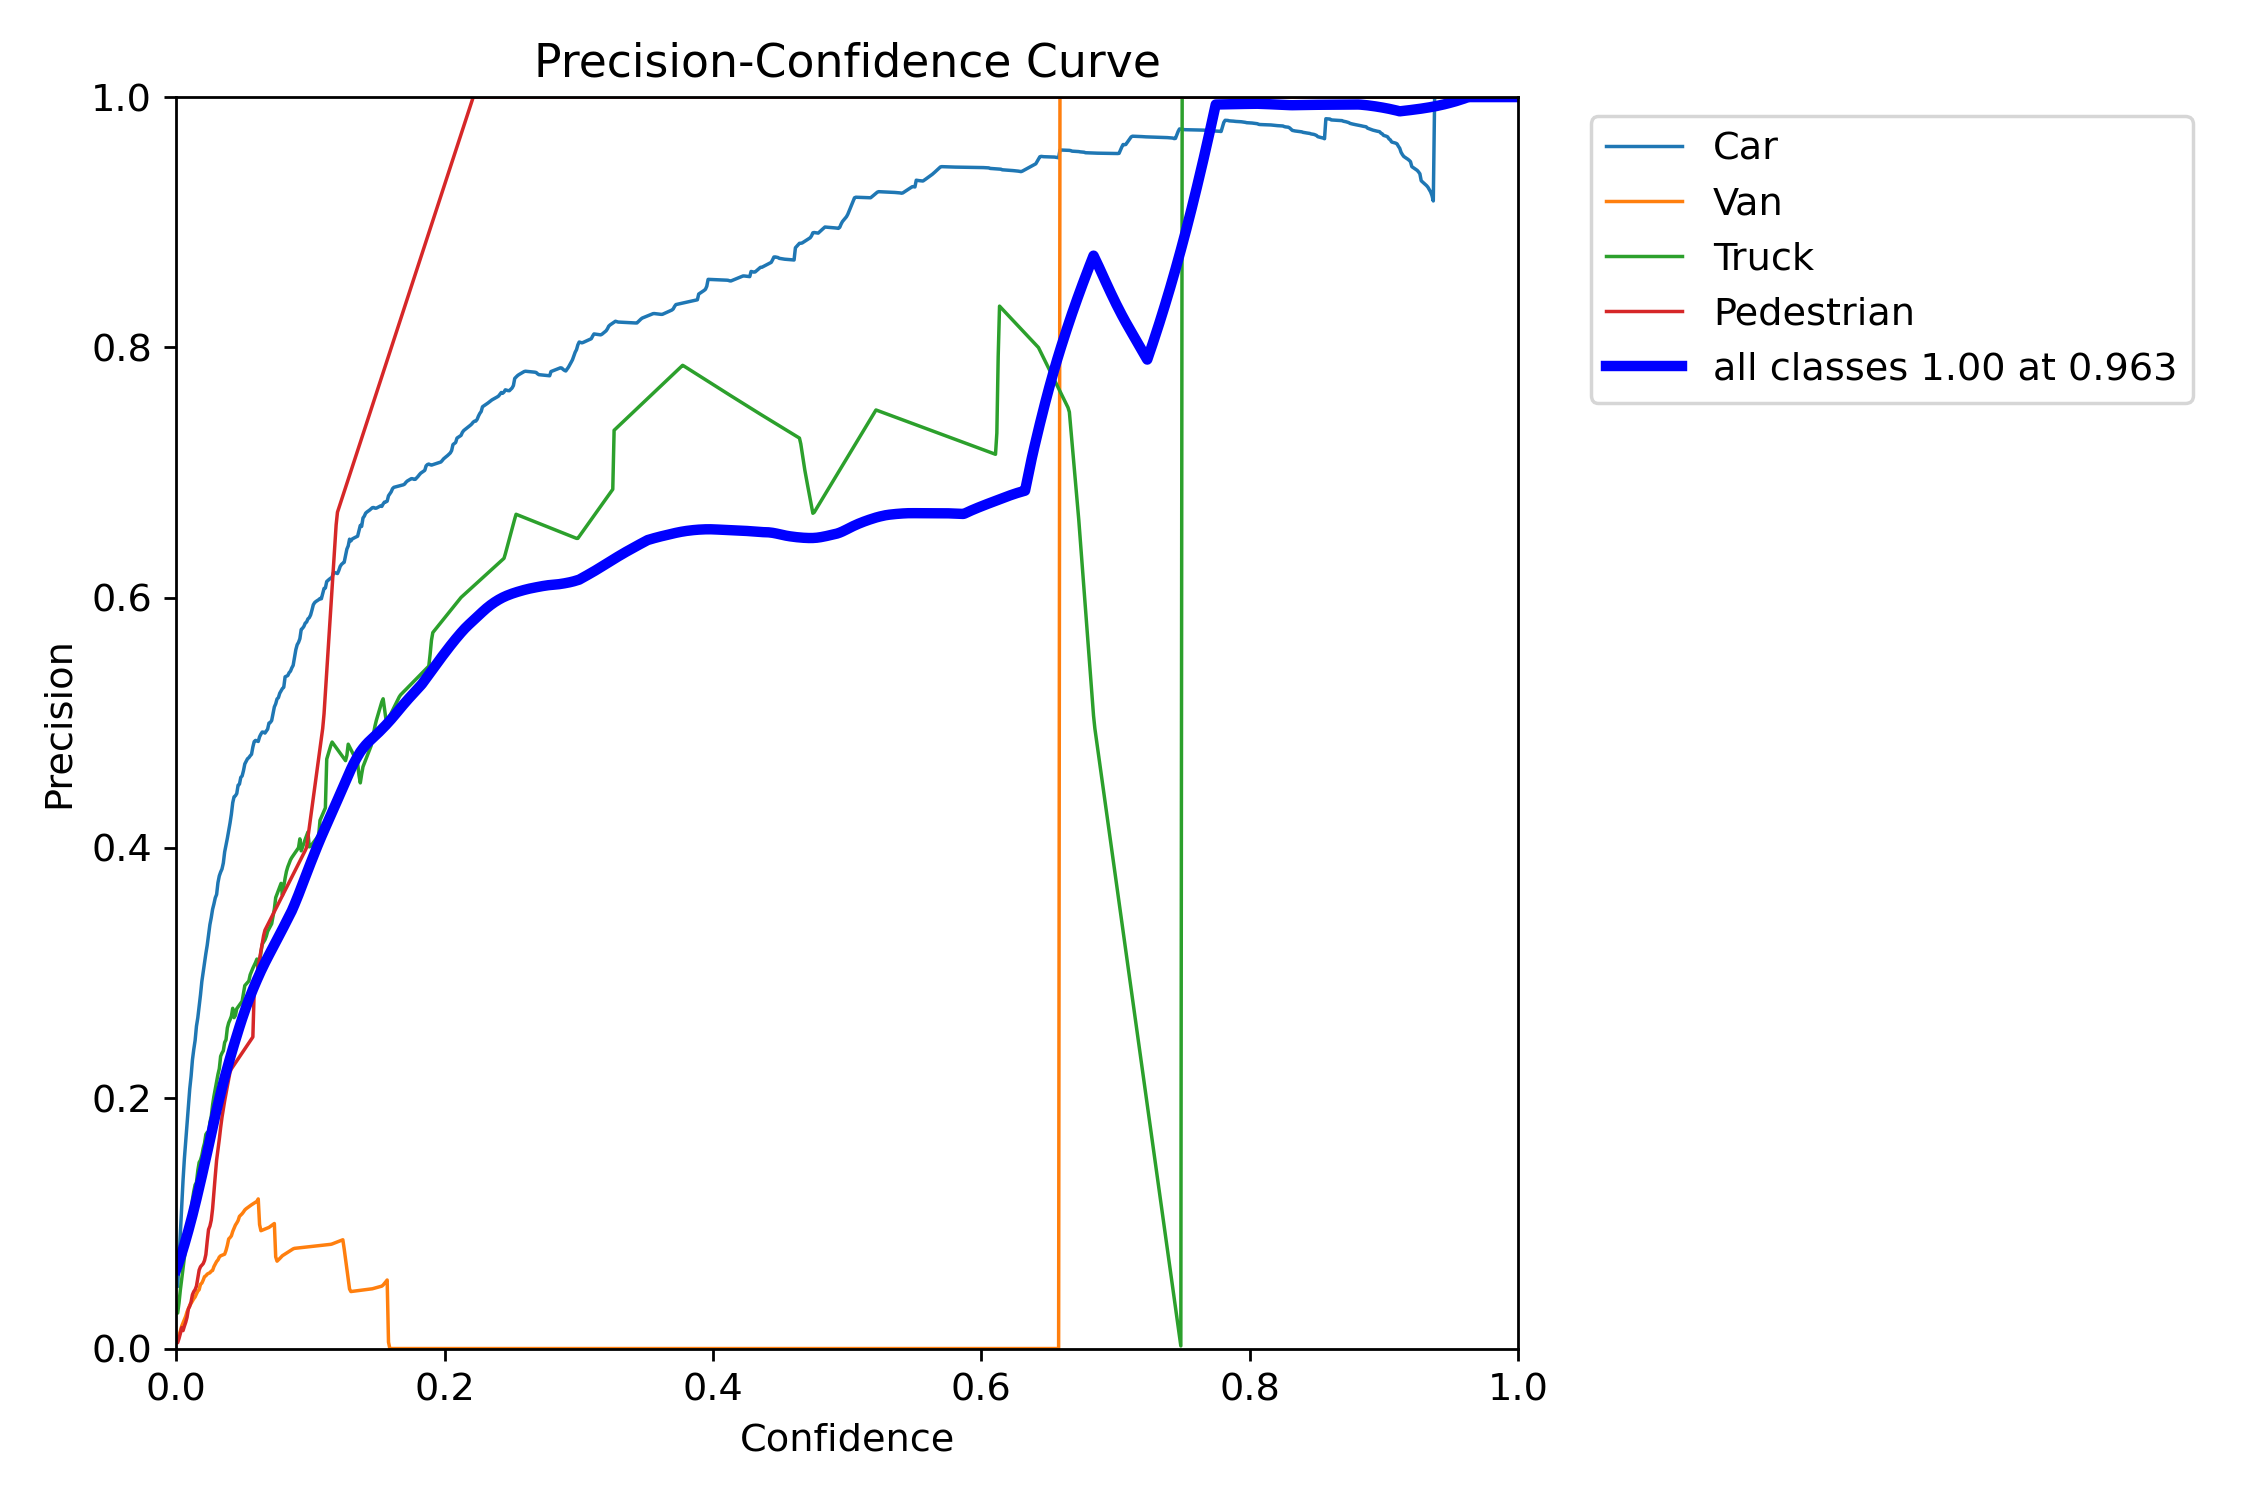 Precision-Confidence Curve
1.0
0.8
0.6
0.4
0.2
0.0
Precision
0.0 0.2 0.4 0.6 0.8 1.0
Confidence
Car
Van
Truck
Pedestrian
all classes 1.00 at 0.963